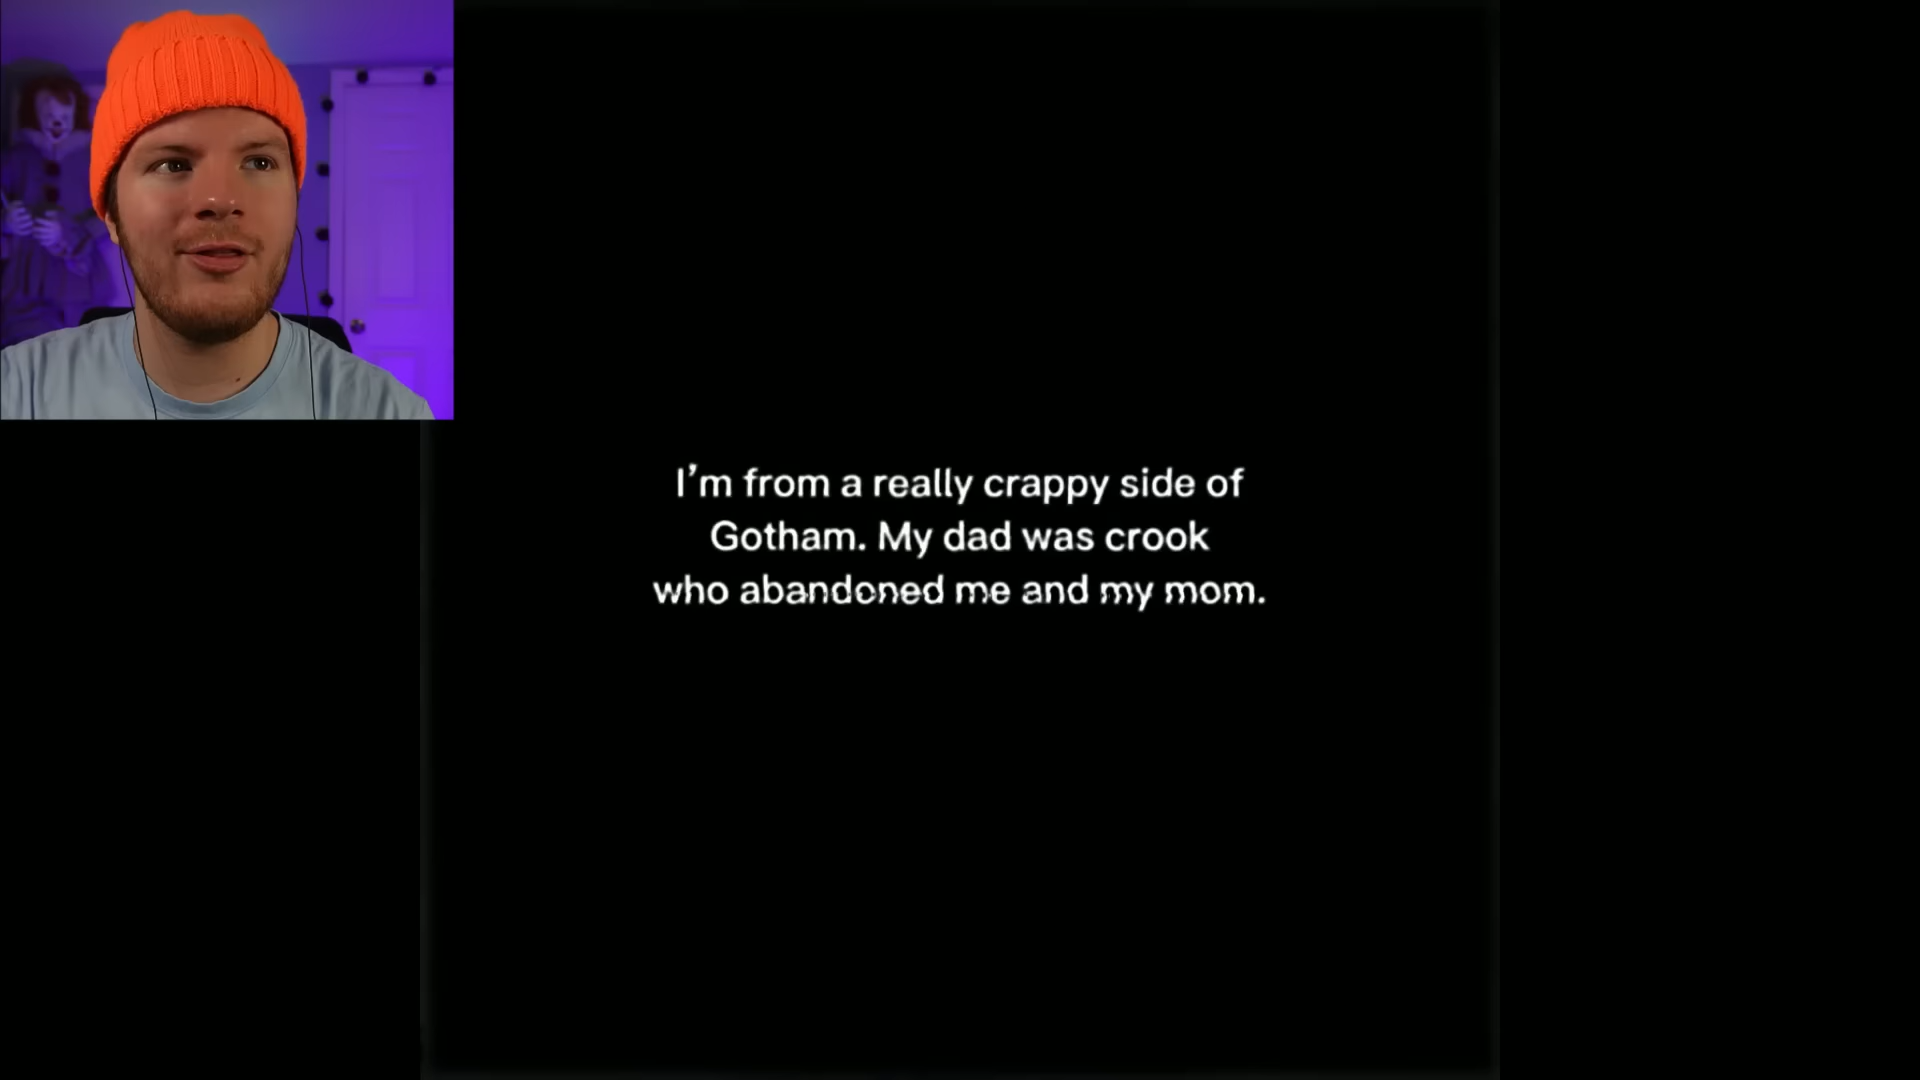 I'm from a really crappy side of
Gotham. My dad was crook
who abandoned me and my mom.